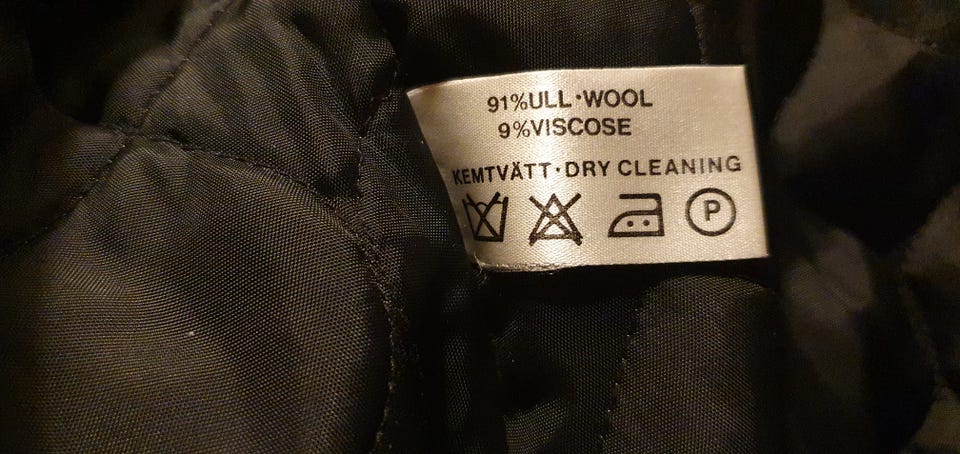 91%ULL·WOOL
9%VISCOSE
KEMTVÄTT·DRY CLEANING
P